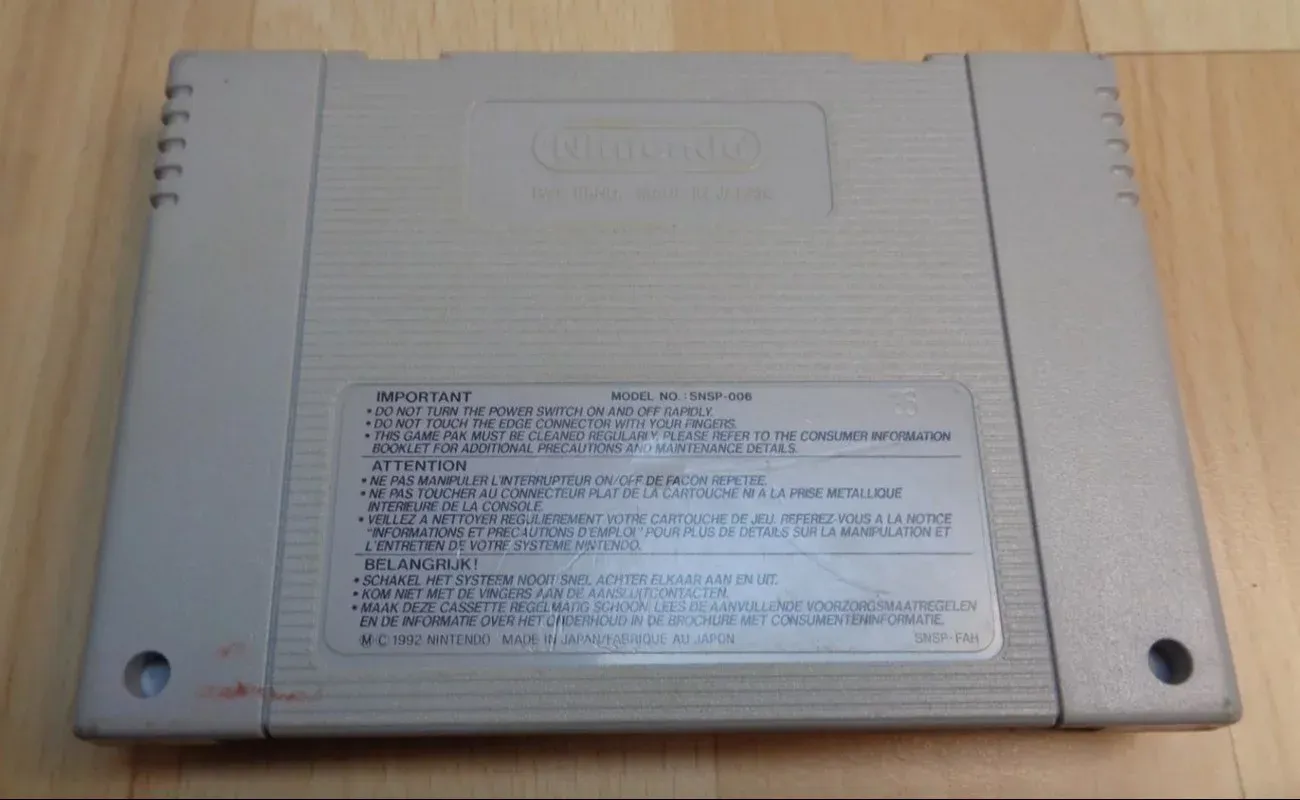 Nintendo
IMPORTANT MODEL NO.: SNSP-006
• DO NOT TURN THE POWER SWITCH ON AND OFF RAPIDLY.
• DO NOT TOUCH THE EDGE CONNECTOR WITH YOUR FINGERS.
• THIS GAME PAK MUST BE CLEANED REGULARLY. PLEASE REFER TO THE CONSUMER INFORMATION
BOOKLET FOR ADDITIONAL PRECAUTIONS AND MAINTENANCE DETAILS.
ATTENTION
• NE PAS MANIPULER L'INTERRUPTEUR ON/OFF DE FACON REPETEE.
• NE PAS TOUCHER AU CONNECTEUR PLAT DE LA CARTOUCHE NI A LA PRISE METALLIQUE
INTERIEURE DE LA CONSOLE.
• VEILLEZ A NETTOYER REGULIEREMENT VOTRE CARTOUCHE DE JEU. REFEREZ-VOUS A LA NOTICE
"INFORMATIONS ET PRECAUTIONS D'EMPLOI" POUR PLUS DE DETAILS SUR LA MANIPULATION ET
L'ENTRETIEN DE VOTRE SYSTEME NINTENDO.
BELANGRIJK!
• SCHAKEL HET SYSTEEM NOOIT SNEL ACHTER ELKAAR AAN EN UIT.
• KOM NIET MET DE VINGERS AAN DE AANSLUITCONTACTEN.
• MAAK DEZE CASSETTE REGELMATIG SCHOON. LEES DE AANVULLENDE VOORZORGSMAATREGELEN
EN DE INFORMATIE OVER HET ONDERHOUD IN DE BROCHURE MET CONSUMENTENINFORMATIE.
M·C 1992 NINTENDO MADE IN JAPAN/FABRIQUE AU JAPON SNSP-FAH